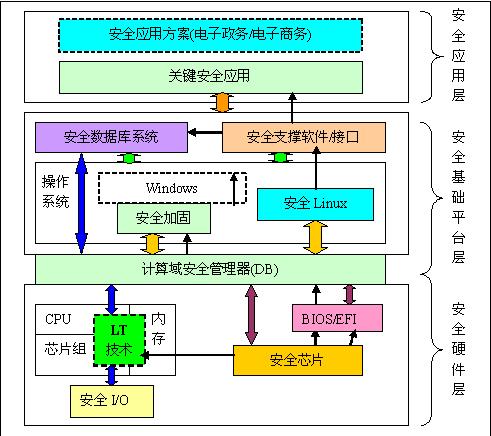 安全应用方案(电子政务/电子商务)
关键安全应用
安全应用层
安全数据库系统
安全支撑软件/接口
操作系统
Windows
安全加固
安全 Linux
安全基础平台层
计算域安全管理器(DB)
CPU
芯片组
LT
技术
内存
BIOS/EFI
安全芯片
安全 I/O
安全硬件层